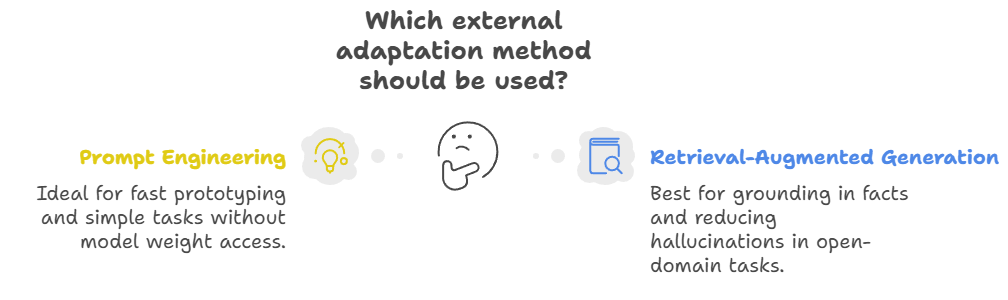 Which external
adaptation method
should be used?
Prompt Engineering
Ideal for fast prototyping
and simple tasks without
model weight access.
Retrieval-Augmented Generation
Best for grounding in facts
and reducing
hallucinations in open-
domain tasks.